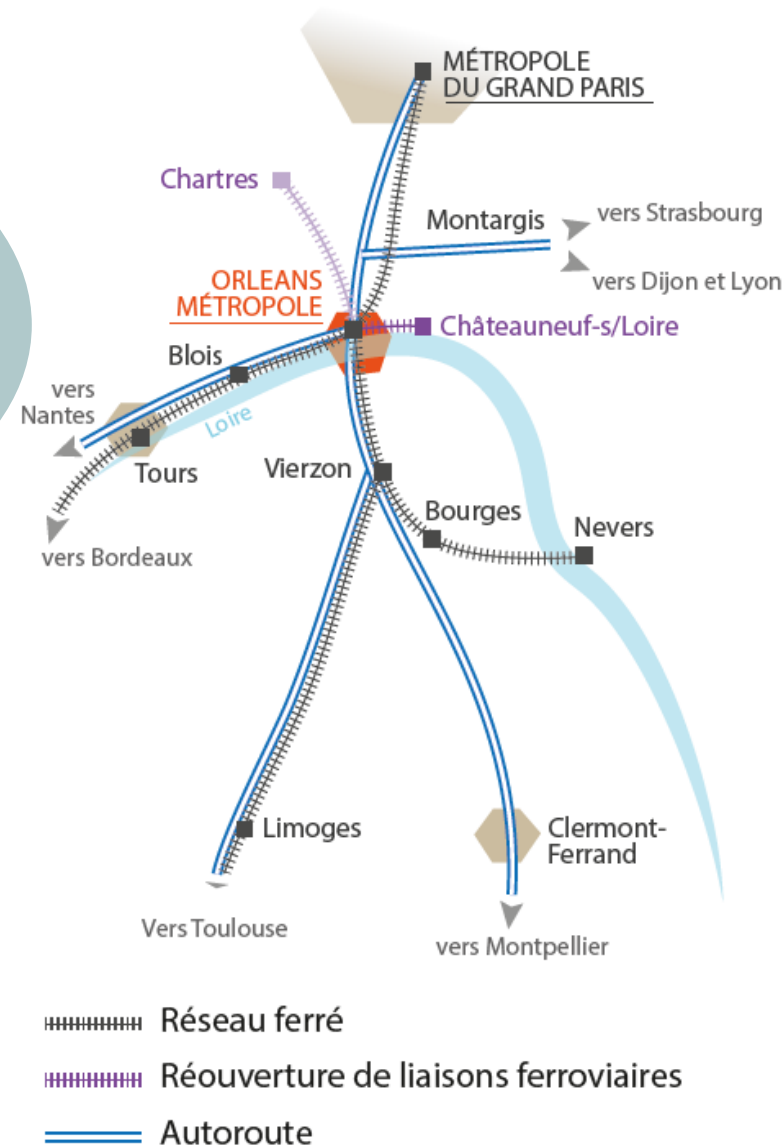 MÉTROPOLE
DU GRAND PARIS
Chartres
Montargis
vers Strasbourg
vers Dijon et Lyon
ORLEANS
MÉTROPOLE
Châteauneuf-s/Loire
Blois
vers
Nantes
Loire
Tours
Vierzon
Bourges
Nevers
vers Bordeaux
Limoges
Clermont-
Ferrand
Vers Toulouse
vers Montpellier
Réseau ferré
Réouverture de liaisons ferroviaires
Autoroute